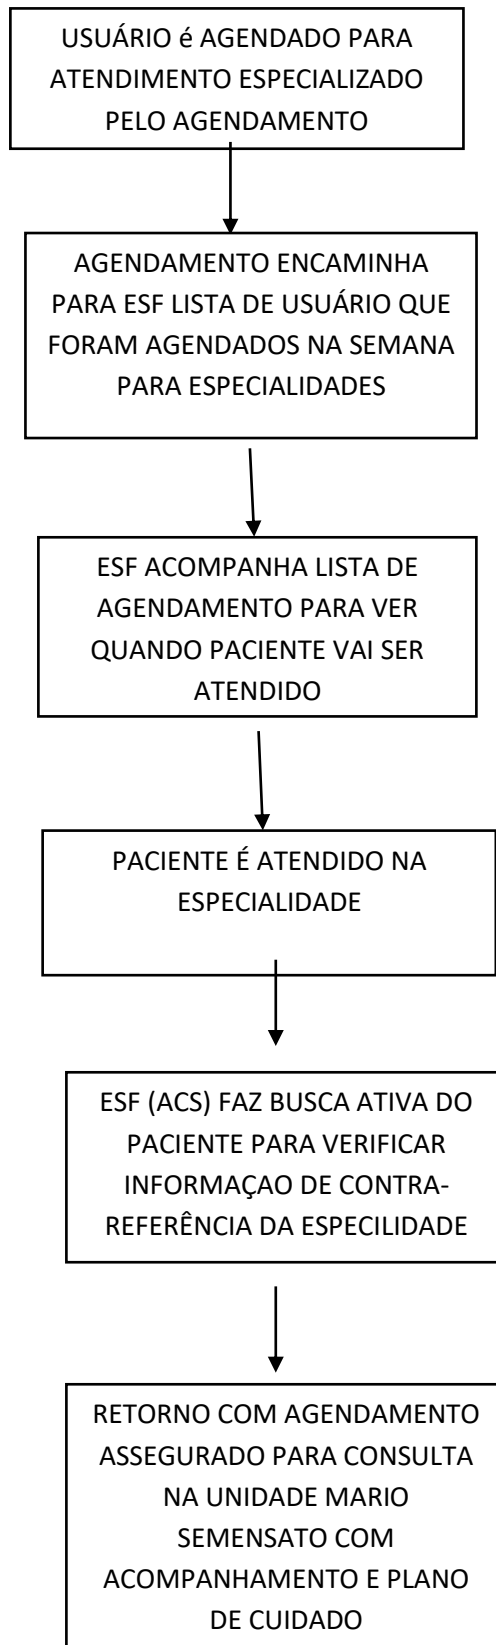 USUÁRIO é AGENDADO PARA
ATENDIMENTO ESPECIALIZADO
PELO AGENDAMENTO
AGENDAMENTO ENCAMINHA
PARA ESF LISTA DE USUÁRIO QUE
FORAM AGENDADOS NA SEMANA
PARA ESPECIALIDADES
ESF ACOMPANHA LISTA DE
AGENDAMENTO PARA VER
QUANDO PACIENTE VAI SER
ATENDIDO
PACIENTE É ATENDIDO NA
ESPECIALIDADE
ESF (ACS) FAZ BUSCA ATIVA DO
PACIENTE PARA VERIFICAR
INFORMAÇAO DE CONTRA-
REFERÊNCIA DA ESPECILIDADE
RETORNO COM AGENDAMENTO
ASSEGURADO PARA CONSULTA
NA UNIDADE MARIO
SEMENSATO COM
ACOMPANHAMENTO E PLANO
DE CUIDADO